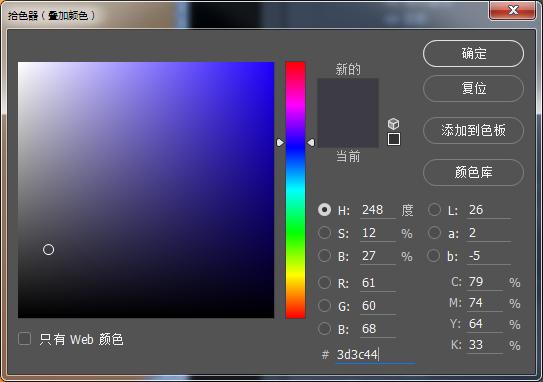 拾色器（叠加颜色）
确定
新的
复位
添加到色板
当前
颜色库
H: 248 度
L: 26
S: 12 %
a: 2
B: 27 %
b: -5
R: 61
C: 79 %
G: 60
M: 74 %
B: 68
Y: 64 %
K: 33 %
只有 Web 颜色
# 3d3c44